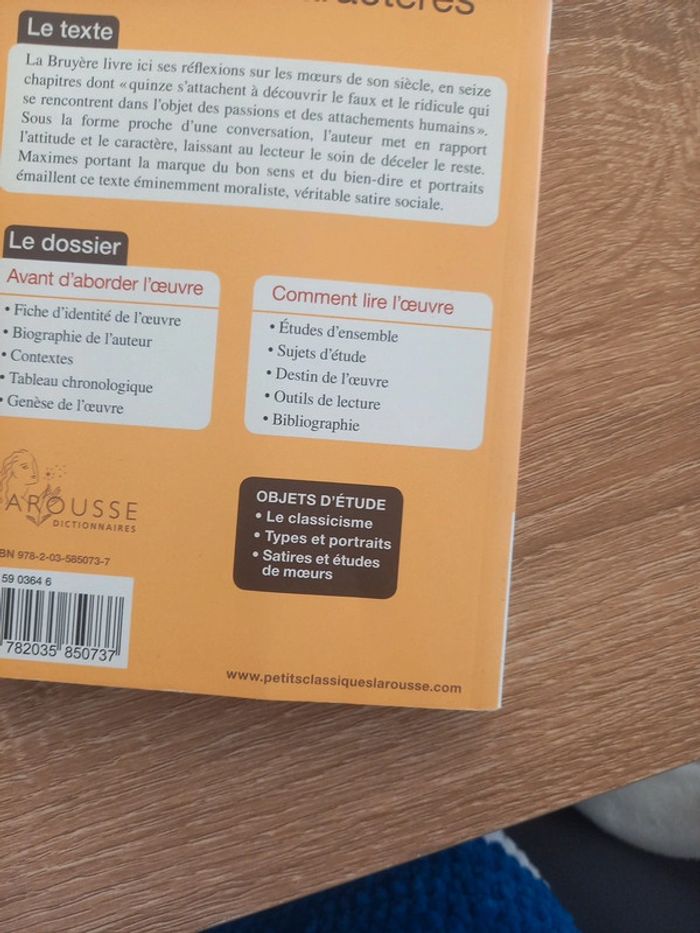 Le texte
La Bruyère livre ici ses réflexions sur les mœurs de son siècle, en seize
chapitres dont « quinze s'attachent à découvrir le faux et le ridicule qui
se rencontrent dans l'objet des passions et des attachements humains ».
Sous la forme proche d'une conversation, l'auteur met en rapport
l'attitude et le caractère, laissant au lecteur le soin de déceler le reste.
Maximes portant la marque du bon sens et du bien-dire et portraits
émaillent ce texte éminemment moraliste, véritable satire sociale.
Le dossier
Avant d'aborder l'œuvre
• Fiche d'identité de l'œuvre
• Biographie de l'auteur
• Contextes
• Tableau chronologique
• Genèse de l'œuvre
Comment lire l'œuvre
• Études d'ensemble
• Sujets d'étude
• Destin de l'œuvre
• Outils de lecture
• Bibliographie
AROUSSE
DICTIONNAIRES
OBJETS D'ÉTUDE
• Le classicisme
• Types et portraits
• Satires et études
de mœurs
BN 978-2-03-585073-7
59 0364 6
782035 850737
www.petitsclassiqueslarousse.com